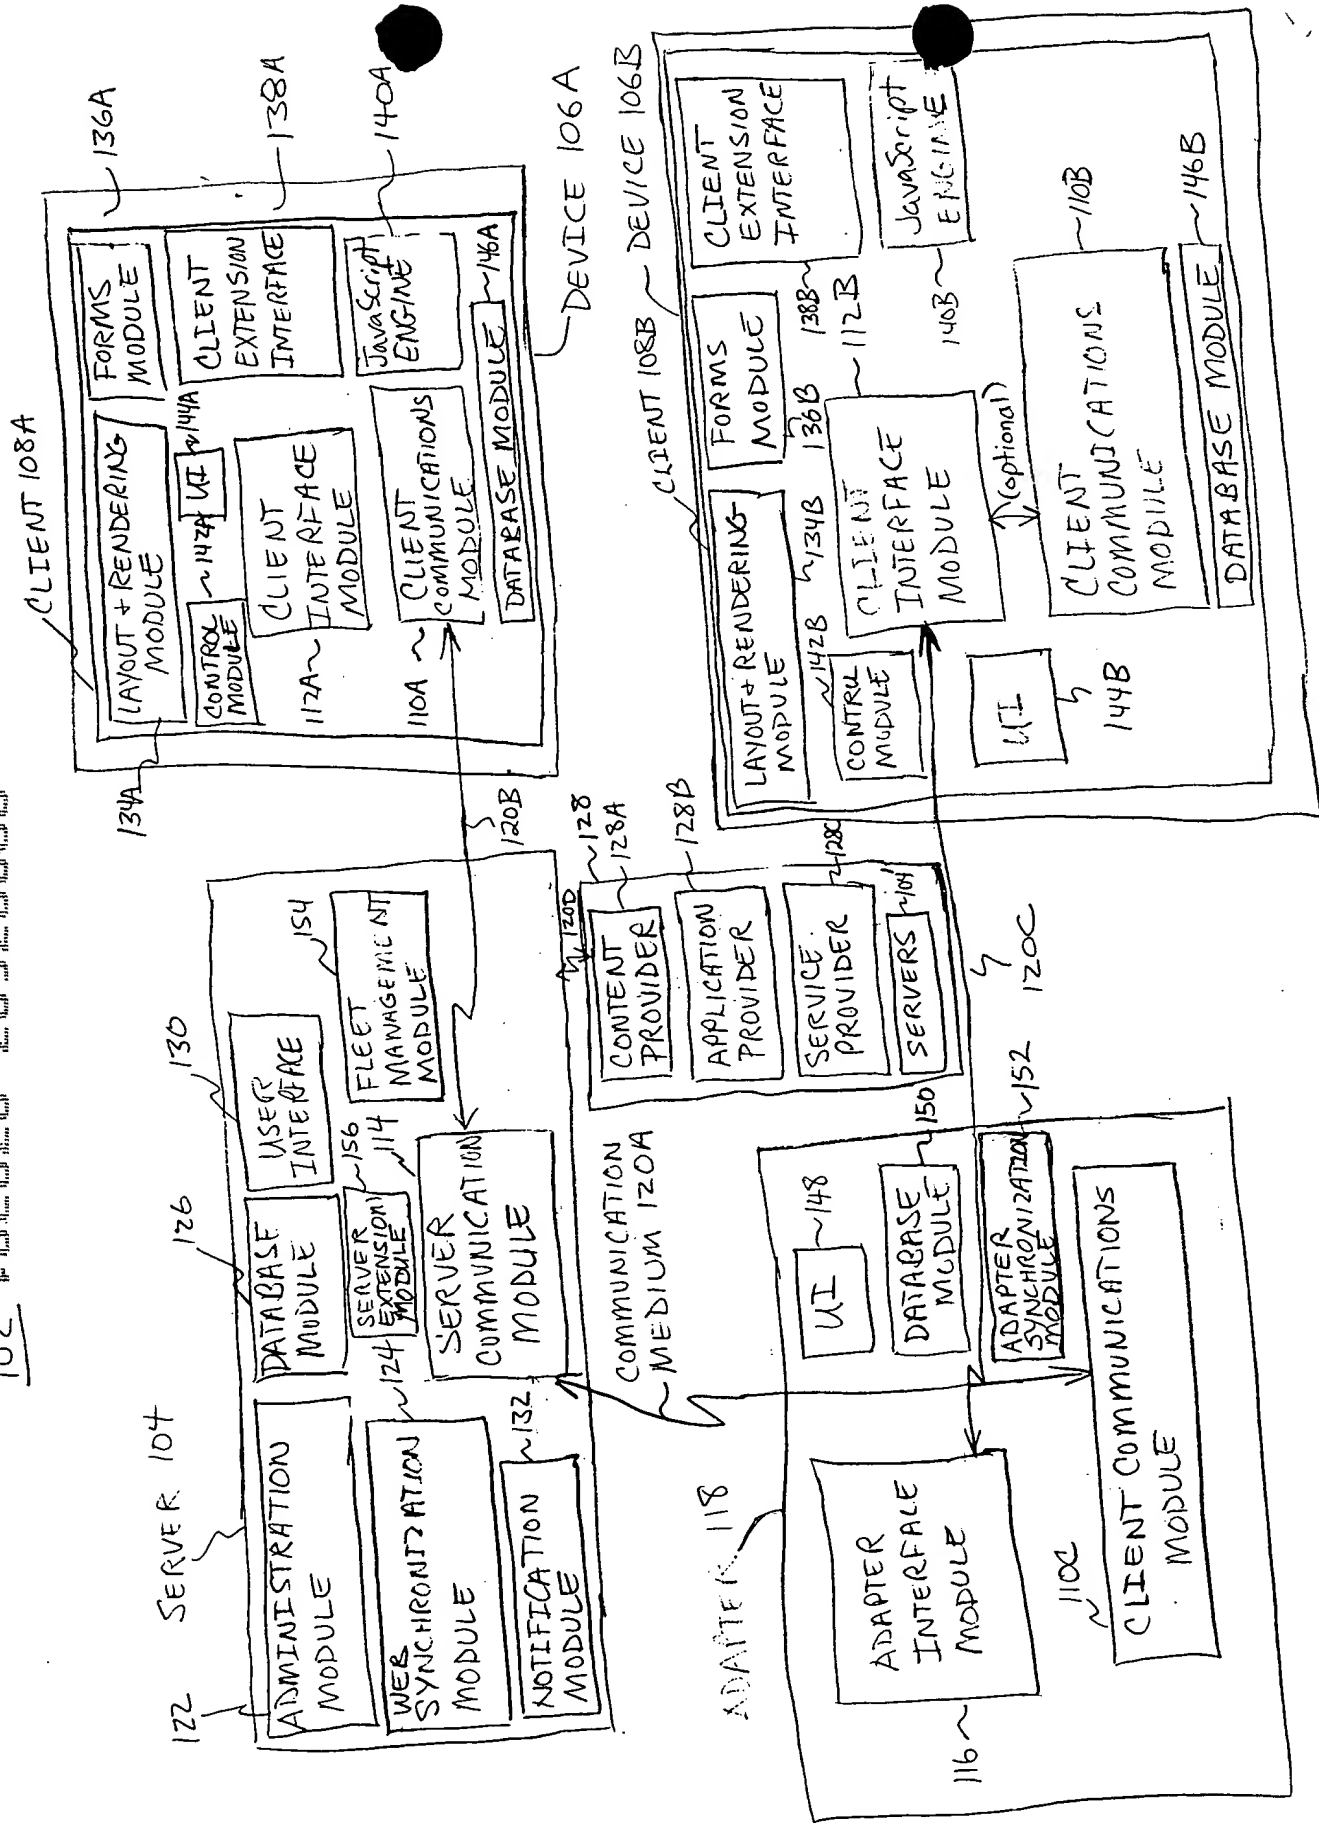 102
SERVER 104
122
ADMINISTRATION
MODULE
126
DATABASE
MODULE
130
USER
INTERFACE
WEB
SYNCHRONIZATION
MODULE
124
SERVER
EXTENSION
MODULE
156
114
154
FLEET
MANAGEMENT
MODULE
NOTIFICATION
MODULE
132
SERVER
COMMUNICATION
MODULE
CLIENT 108A
134A
LAYOUT + RENDERING
MODULE
FORMS
MODULE
136A
CONTROL
MODULE
142A
UI
144A
CLIENT
EXTENSION
INTERFACE
138A
112A
CLIENT
INTERFACE
MODULE
JavaScript
ENGINE
140A
110A
CLIENT
COMMUNICATIONS
MODULE
DATABASE MODULE
146A
DEVICE 106A
120B
120D
128
128A
CONTENT
PROVIDER
128B
APPLICATION
PROVIDER
128C
SERVICE
PROVIDER
SERVERS
104'
COMMUNICATION
MEDIUM 120A
120C
ADAPTER 118
UI
148
DATABASE
MODULE
150
ADAPTER
SYNCHRONIZATION
MODULE
152
ADAPTER
INTERFALE
MODULE
116
110C
CLIENT COMMUNICATIONS
MODULE
CLIENT 108B
DEVICE 106B
LAYOUT + RENDERING
MODULE
134B
FORMS
MODULE
136B
CLIENT
EXTENSION
INTERFACE
138B
142B
CONTROL
MODULE
CLIENT
INTERFACE
MODULE
112B
JavaScript
ENGINE
140B
(optional)
UI
144B
CLIENT
COMMUNICATIONS
MODULE
110B
DATABASE MODULE
146B